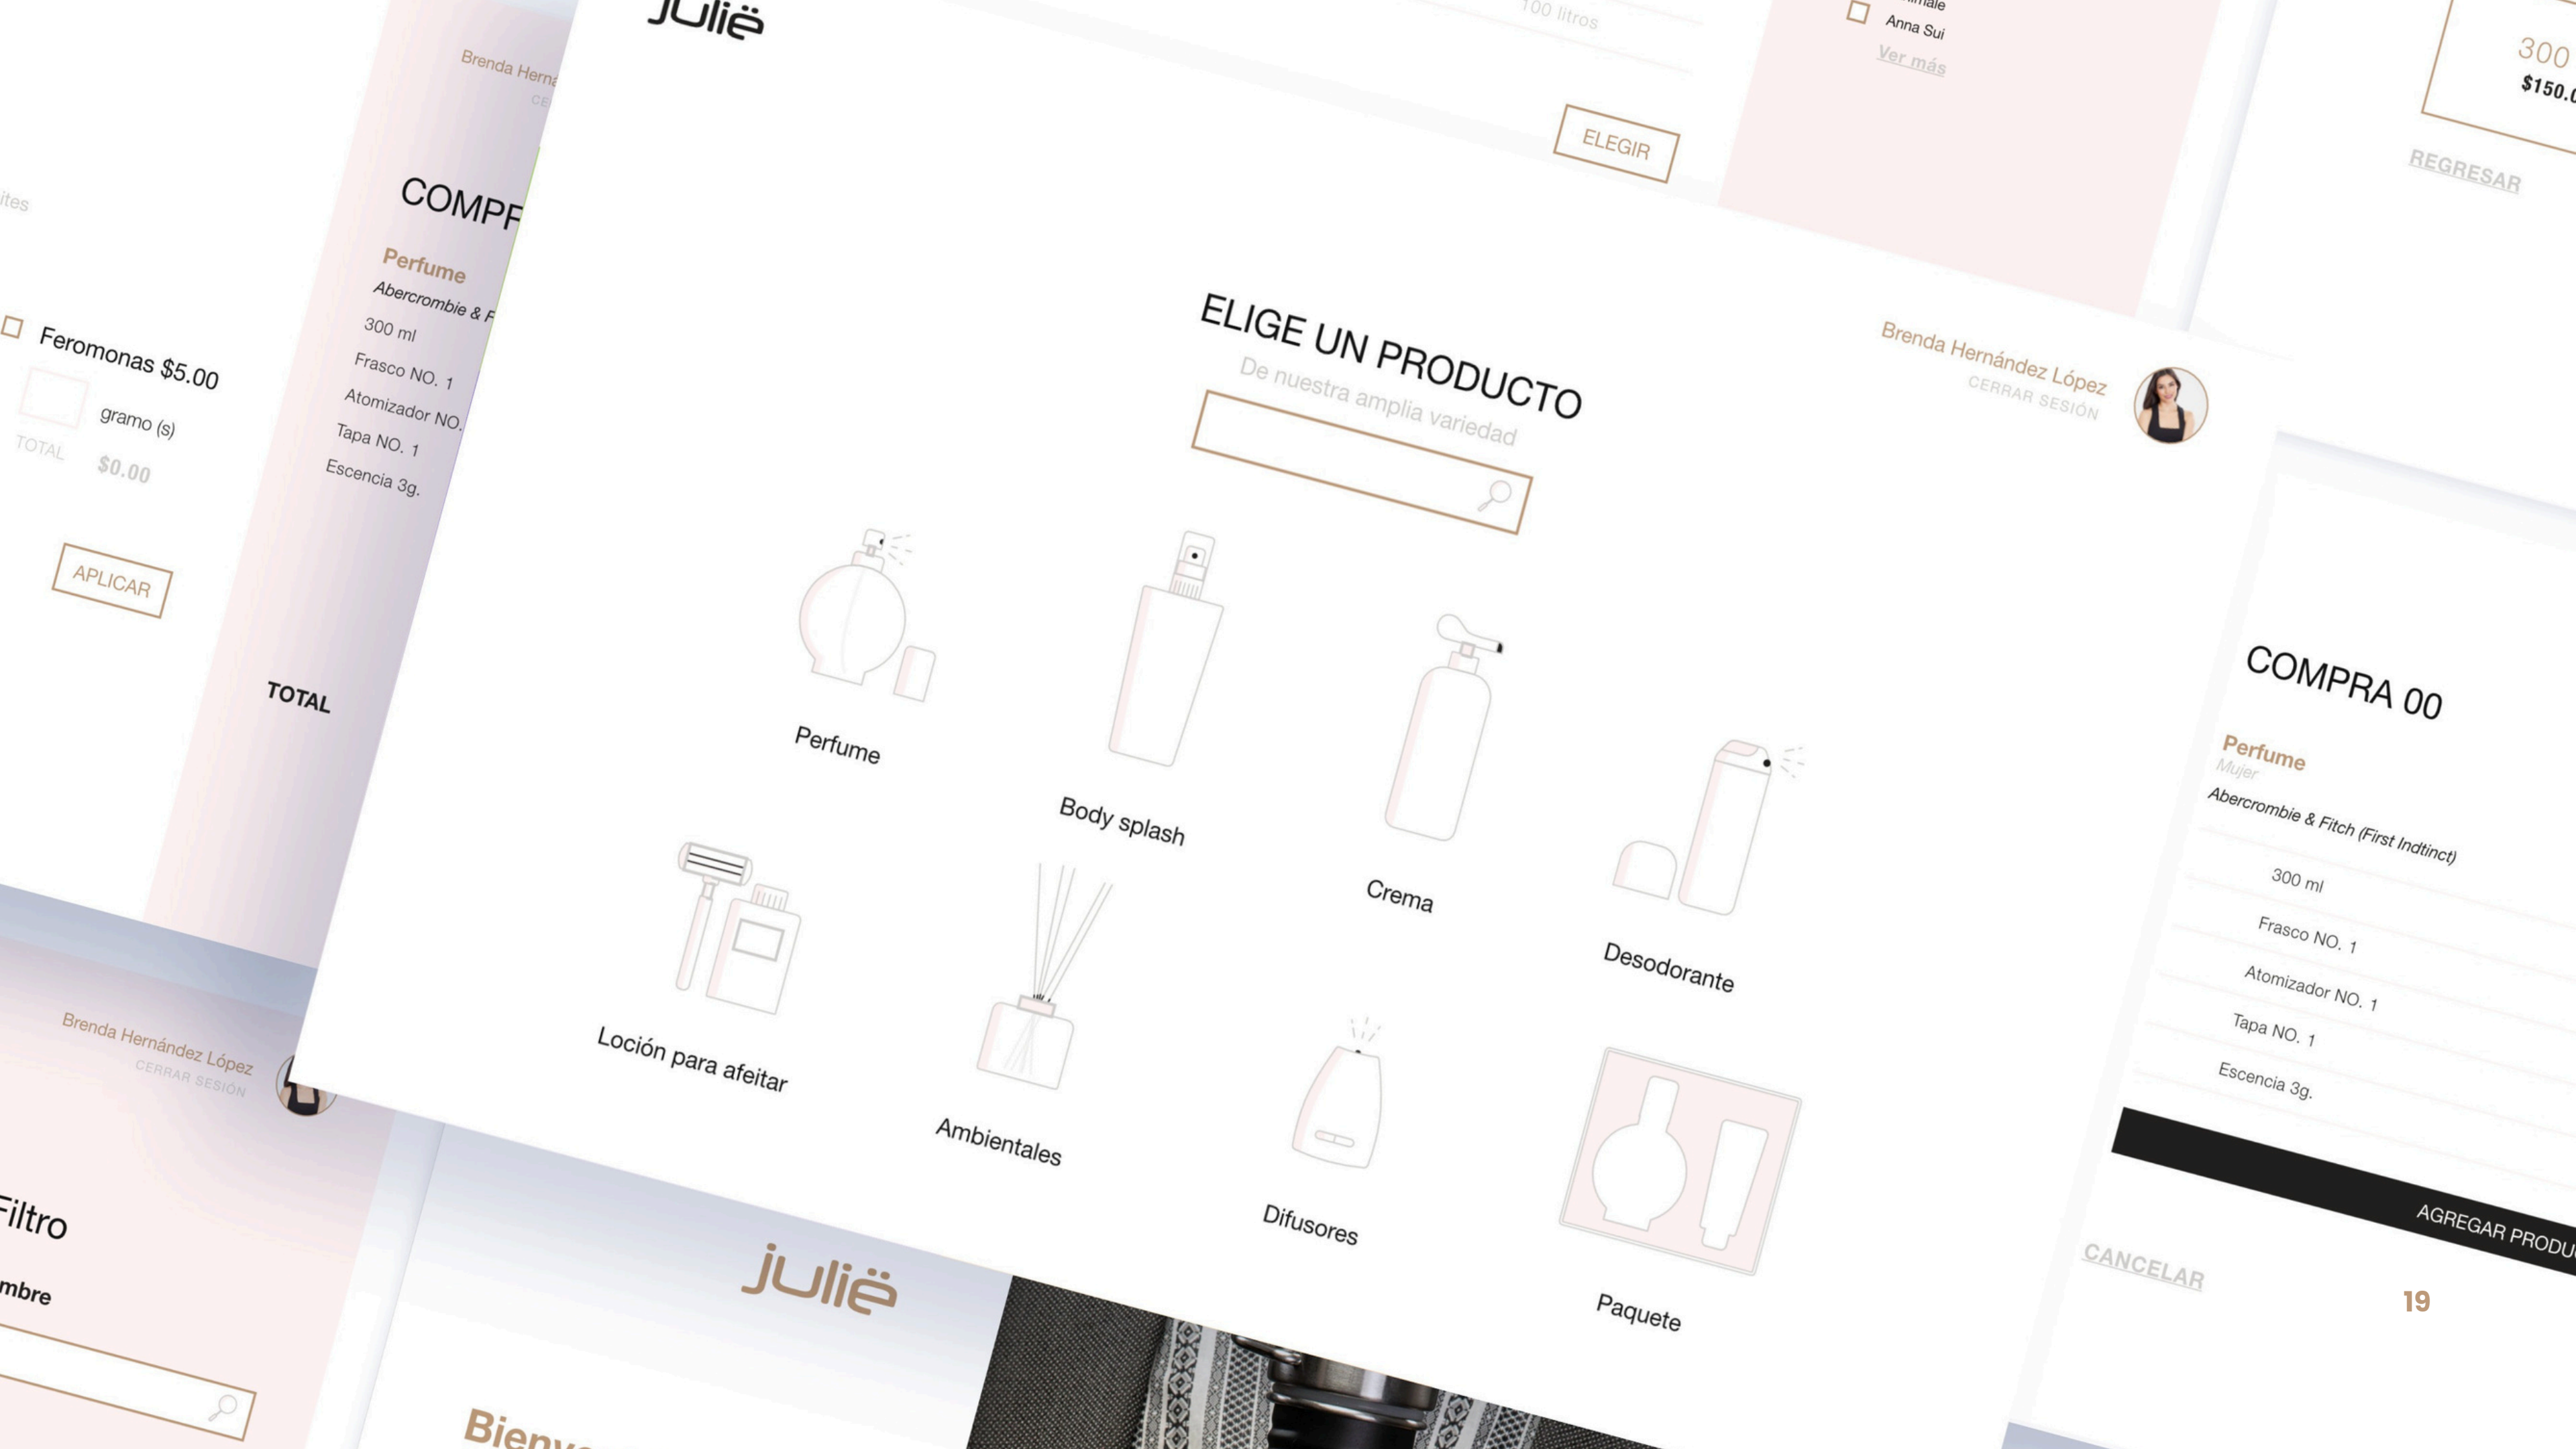 julië
100 litros
Anna Sui
Ver más
ELEGIR
300
$150.0
REGRESAR
Brenda Herná
COMPR
Perfume
Abercrombie & F
300 ml
Frasco NO. 1
Atomizador NO.
Tapa NO. 1
Escencia 3g.
TOTAL
Feromonas $5.00
gramo (s)
TOTAL $0.00
APLICAR
ELIGE UN PRODUCTO
De nuestra amplia variedad
Brenda Hernández López
CERRAR SESIÓN
Perfume
Body splash
Crema
Desodorante
Loción para afeitar
Ambientales
Difusores
Paquete
COMPRA 00
Perfume
Mujer
Abercrombie & Fitch (First Indtinct)
300 ml
Frasco NO. 1
Atomizador NO. 1
Tapa NO. 1
Escencia 3g.
AGREGAR PRODU
CANCELAR
19
Brenda Hernández López
CERRAR SESIÓN
Filtro
mbre
julië
Bienv